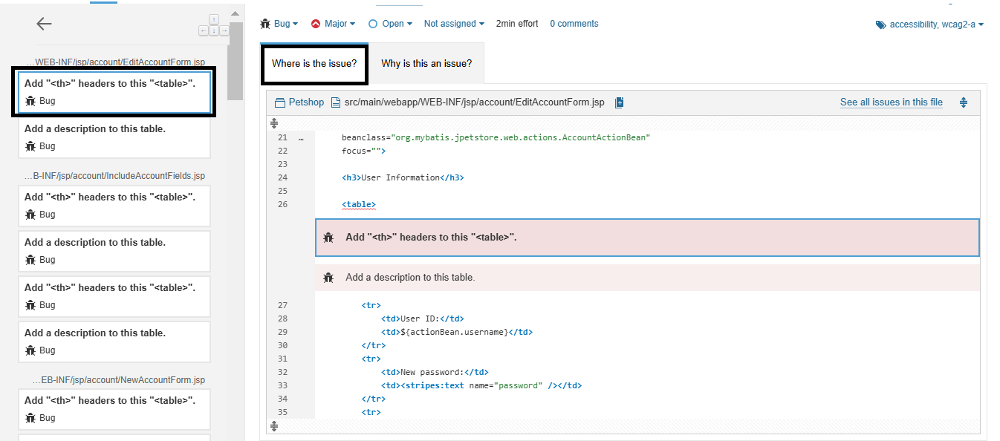 …WEB-INF/jsp/account/EditAccountForm.jsp
Add "<th>" headers to this "<table>".
Bug
Add a description to this table.
Bug
…B-INF/jsp/account/IncludeAccountFields.jsp
Add "<th>" headers to this "<table>".
Bug
Add a description to this table.
Bug
Add "<th>" headers to this "<table>".
Bug
Add a description to this table.
Bug
…EB-INF/jsp/account/NewAccountForm.jsp
Add "<th>" headers to this "<table>".
Bug
Bug Major Open Not assigned 2min effort 0 comments
accessibility, wcag2-a
Where is the issue? Why is this an issue?
Petshop src/main/webapp/WEB-INF/jsp/account/EditAccountForm.jsp See all issues in this file
21 … beanclass="org.mybatis.jpetstore.web.actions.AccountActionBean"
22 focus="">
23
24 <h3>User Information</h3>
25
26 <table>
Add "<th>" headers to this "<table>".
Add a description to this table.
27 <tr>
28 <td>User ID:</td>
29 <td>${actionBean.username}</td>
30 </tr>
31 <tr>
32 <td>New password:</td>
33 <td><stripes:text name="password" /></td>
34 </tr>
35 <tr>